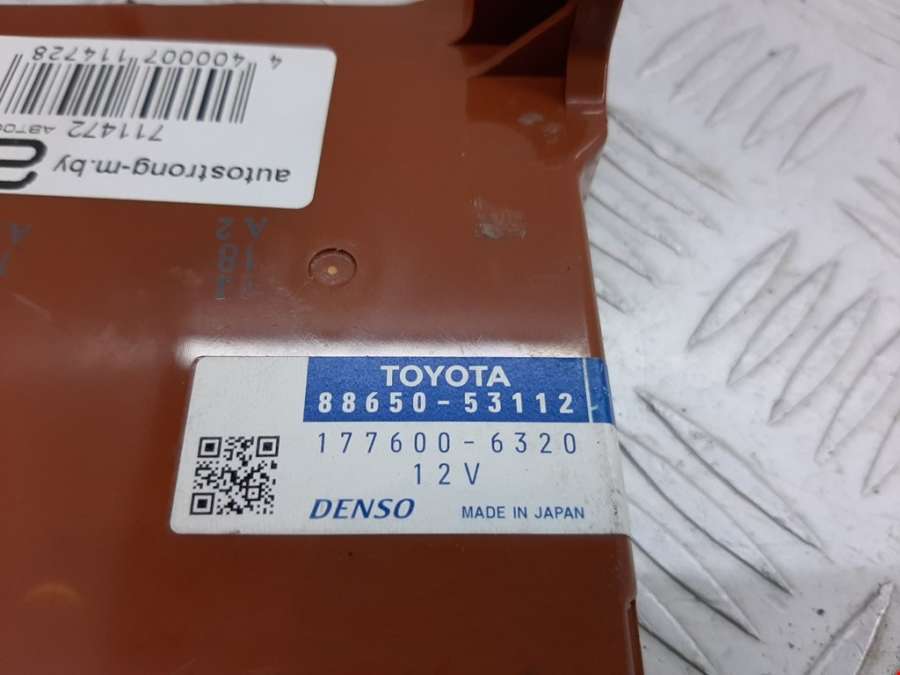 autostrong-m.by
711472
4 400007 114728
TOYOTA
88650-53112
177600-6320
12V
DENSO
MADE IN JAPAN